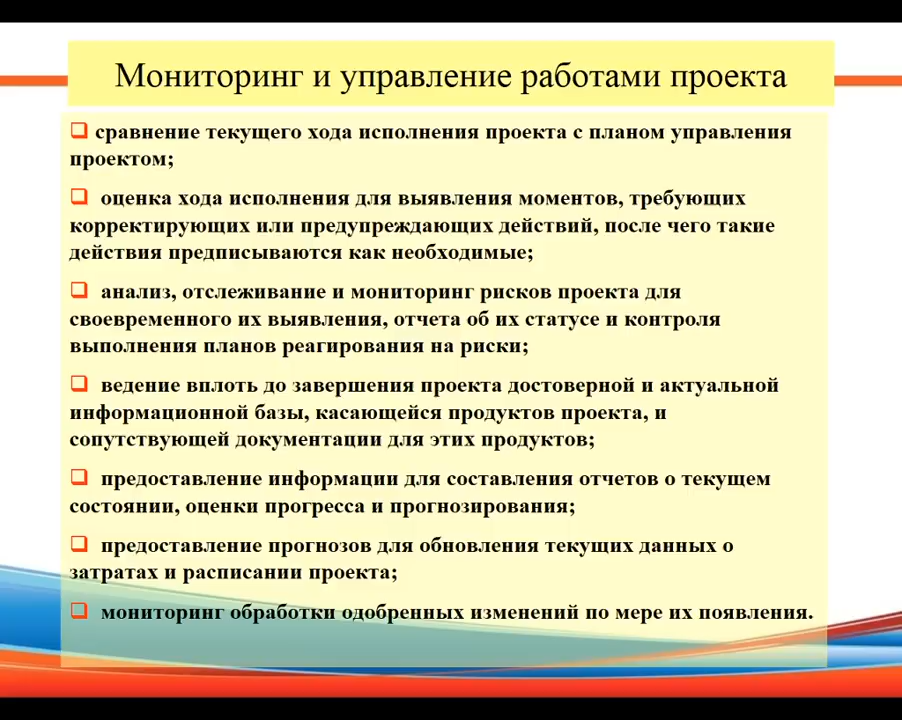 Мониторинг и управление работами проекта
❑ сравнение текущего хода исполнения проекта с планом управления
проектом;
❑ оценка хода исполнения для выявления моментов, требующих
корректирующих или предупреждающих действий, после чего такие
действия предписываются как необходимые;
❑ анализ, отслеживание и мониторинг рисков проекта для
своевременного их выявления, отчета об их статусе и контроля
выполнения планов реагирования на риски;
❑ ведение вплоть до завершения проекта достоверной и актуальной
информационной базы, касающейся продуктов проекта, и
сопутствующей документации для этих продуктов;
❑ предоставление информации для составления отчетов о текущем
состоянии, оценки прогресса и прогнозирования;
❑ предоставление прогнозов для обновления текущих данных о
затратах и расписании проекта;
❑ мониторинг обработки одобренных изменений по мере их появления.